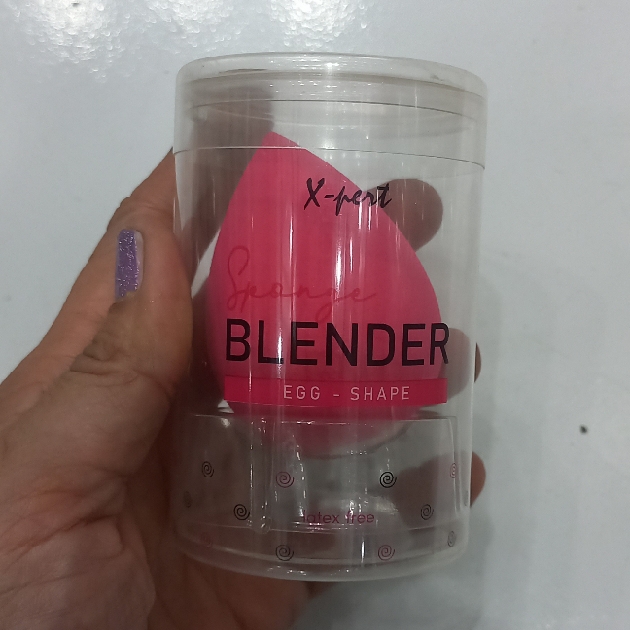 X-pert
Sponge
BLENDER
EGG - SHAPE
latex free